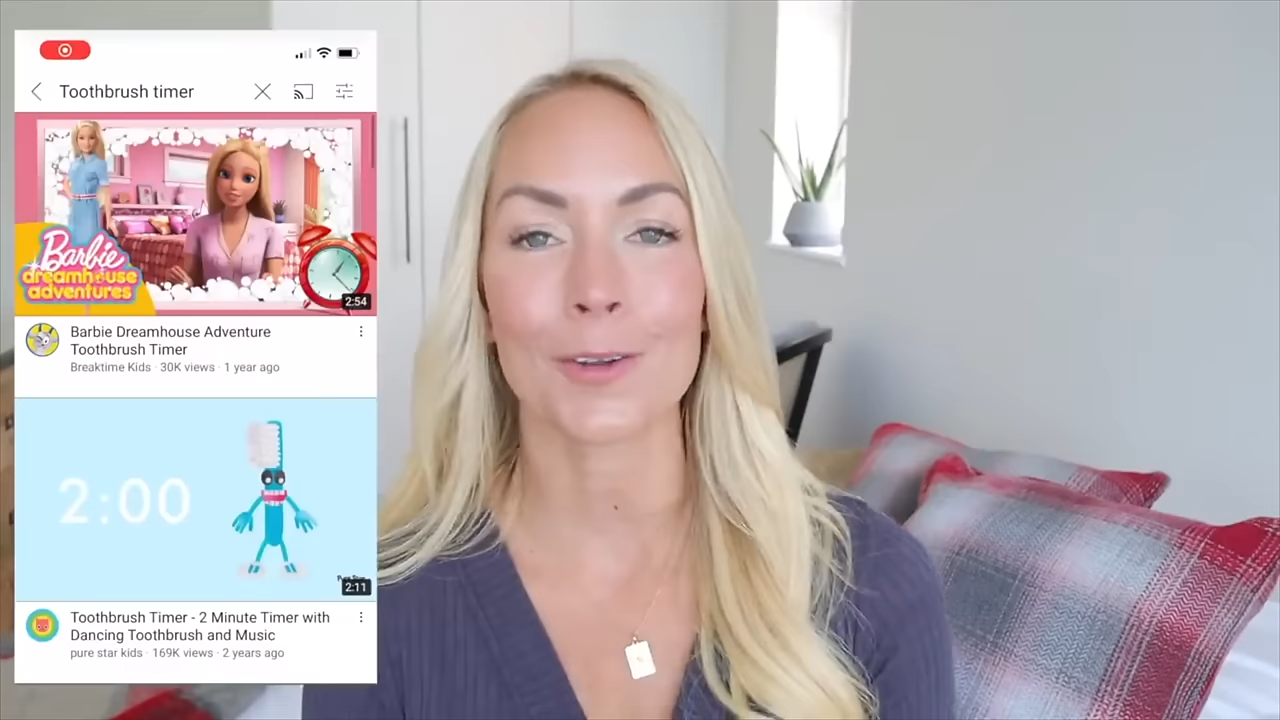 Toothbrush timer
Barbie
dreamhouse
adventures
2:54
Barbie Dreamhouse Adventure
Toothbrush Timer
Breaktime Kids · 30K views · 1 year ago
2:00
2:11
Toothbrush Timer - 2 Minute Timer with
Dancing Toothbrush and Music
pure star kids · 169K views · 2 years ago